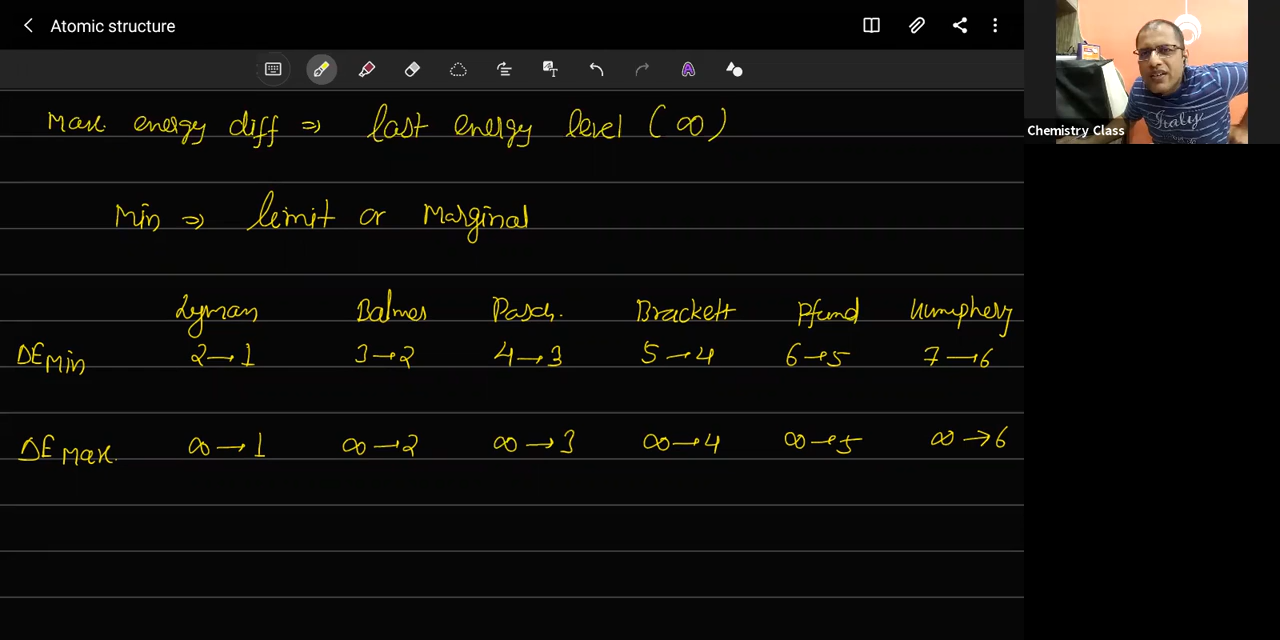 Atomic structure
Chemistry Class
Italy
Max. energy diff ⇒ last energy level (∞)
Min ⇒ limit or Marginal
Lyman Balmer Pasch. Brackett Pfund Humphery
ΔE Min 2→1 3→2 4→3 5→4 6→5 7→6
ΔE Max. ∞→1 ∞→2 ∞→3 ∞→4 ∞→5 ∞→6